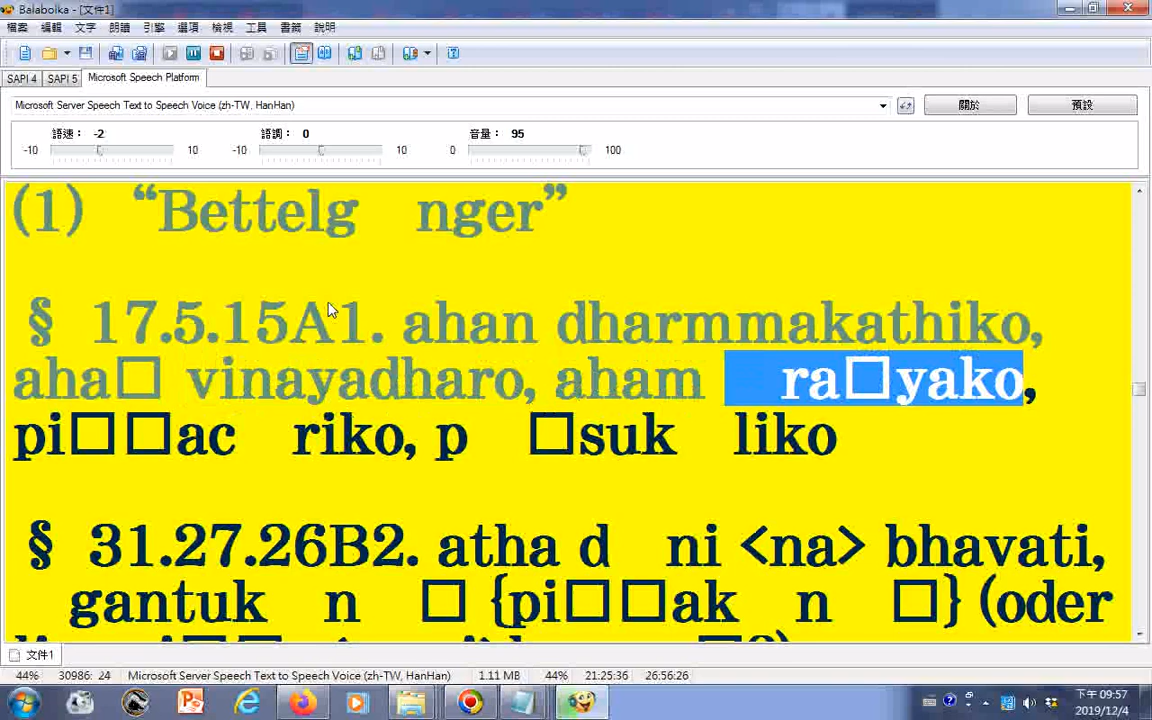 Balabolka - [文件1]
檔案 編輯 文字 朗讀 引擎 選項 檢視 工具 書籤 說明
SAPI 4 SAPI 5 Microsoft Speech Platform
Microsoft Server Speech Text to Speech Voice (zh-TW, HanHan) 關於 預設
語速： -2 語調： 0 音量： 95
-10 10 -10 10 0 100
(1) “Bettelg nger”
§ 17.5.15A1. ahan dharmmakathiko,
aha□ vinayadharo, aham ra□yako,
pi□□ac riko, p □suk liko
§ 31.27.26B2. atha d ni <na> bhavati,
gantuk n □ {pi□□ak n □} (oder
文件1
44% 30986: 24 Microsoft Server Speech Text to Speech Voice (zh-TW, HanHan) 1.11 MB 44% 21:25:36 26:56:26
下午 09:57
2019/12/4